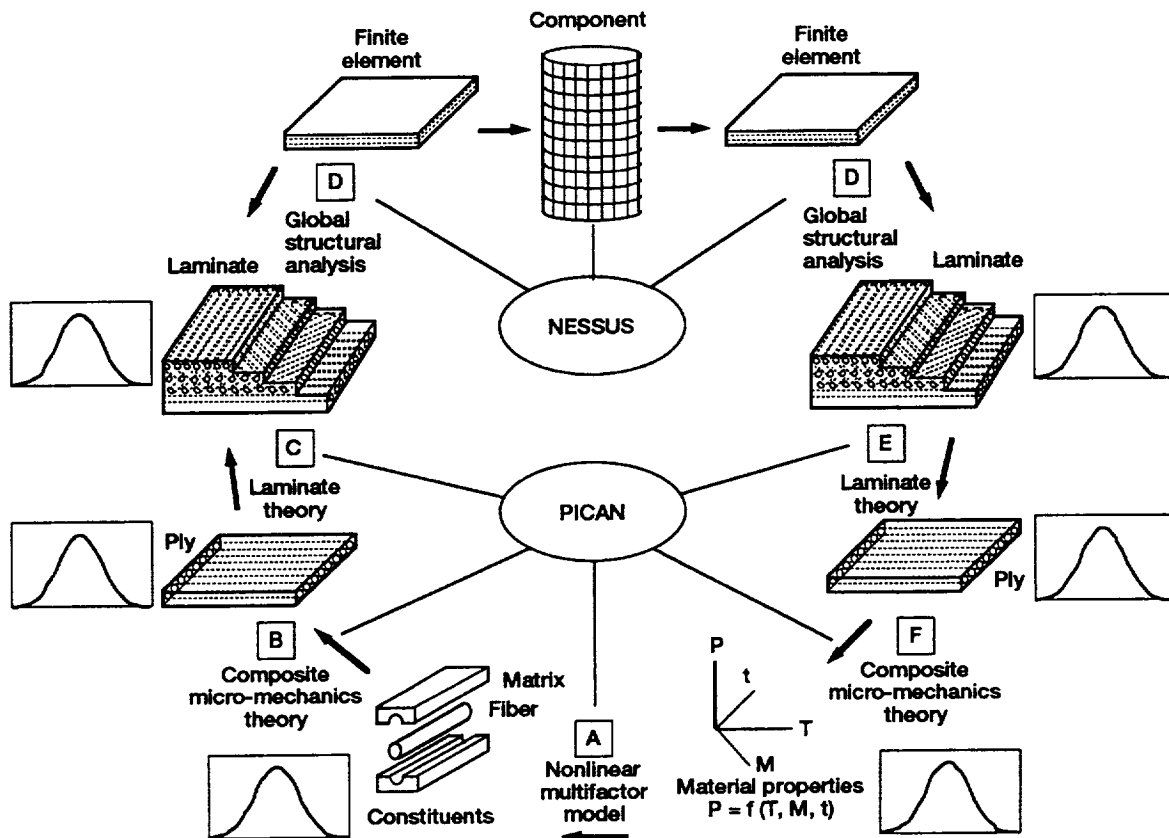 Component
Finite
element
Finite
element
D
D
Global
structural
analysis
Global
structural
analysis
Laminate
Laminate
NESSUS
C
E
Laminate
theory
Laminate
theory
PICAN
Ply
Ply
B
F
Composite
micro-mechanics
theory
Composite
micro-mechanics
theory
Matrix
Fiber
Constituents
A
Nonlinear
multifactor
model
P
t
T
M
Material properties
P = f (T, M, t)